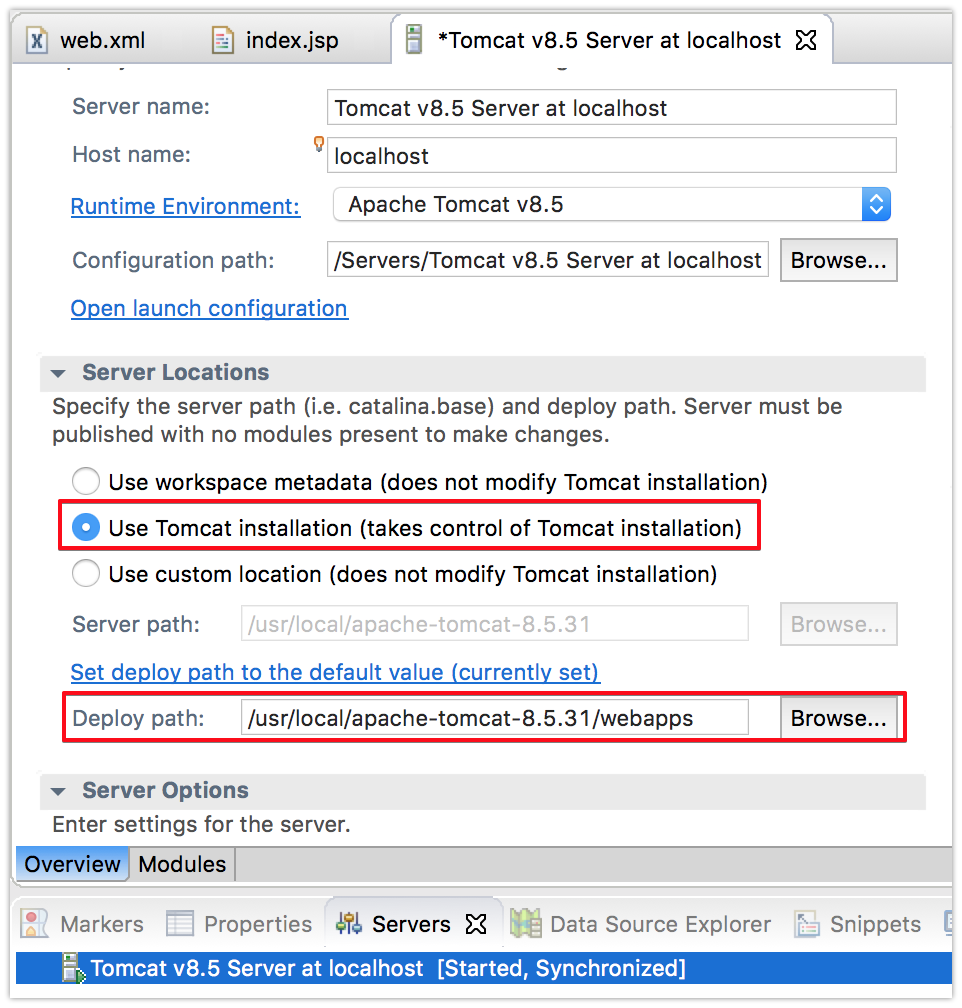 web.xml
index.jsp
*Tomcat v8.5 Server at localhost
Server name:
Tomcat v8.5 Server at localhost
Host name:
localhost
Runtime Environment:
Apache Tomcat v8.5
Configuration path:
/Servers/Tomcat v8.5 Server at localhost
Browse...
Open launch configuration
Server Locations
Specify the server path (i.e. catalina.base) and deploy path. Server must be
published with no modules present to make changes.
Use workspace metadata (does not modify Tomcat installation)
Use Tomcat installation (takes control of Tomcat installation)
Use custom location (does not modify Tomcat installation)
Server path:
/usr/local/apache-tomcat-8.5.31
Browse...
Set deploy path to the default value (currently set)
Deploy path:
/usr/local/apache-tomcat-8.5.31/webapps
Browse...
Server Options
Enter settings for the server.
Overview
Modules
Markers
Properties
Servers
Data Source Explorer
Snippets
Tomcat v8.5 Server at localhost [Started, Synchronized]